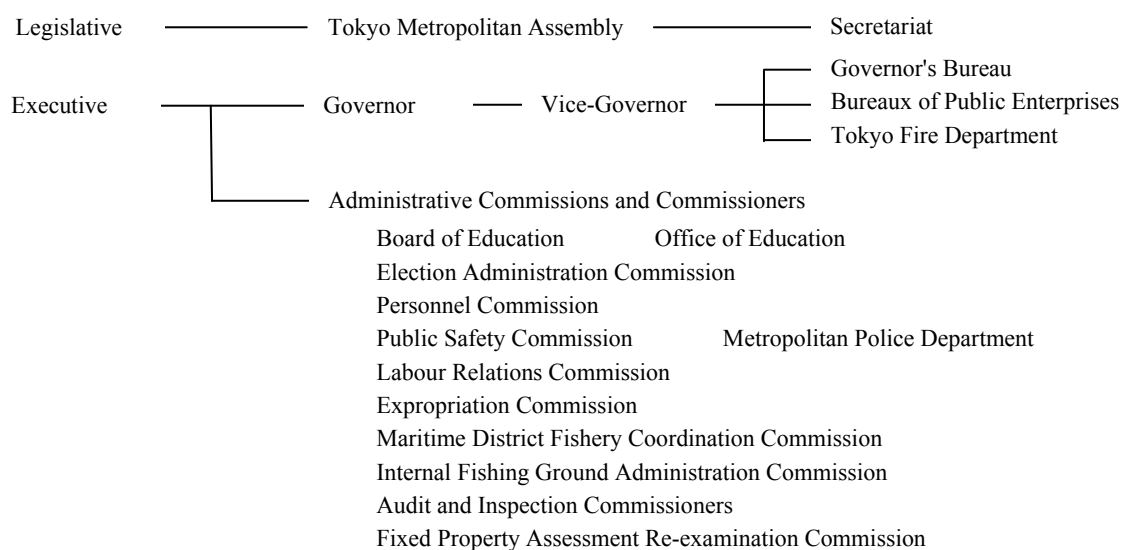 Legislative Tokyo Metropolitan Assembly Secretariat
Governor's Bureau
Executive Governor Vice-Governor Bureaux of Public Enterprises
Tokyo Fire Department
Administrative Commissions and Commissioners
Board of Education Office of Education
Election Administration Commission
Personnel Commission
Public Safety Commission Metropolitan Police Department
Labour Relations Commission
Expropriation Commission
Maritime District Fishery Coordination Commission
Internal Fishing Ground Administration Commission
Audit and Inspection Commissioners
Fixed Property Assessment Re-examination Commission